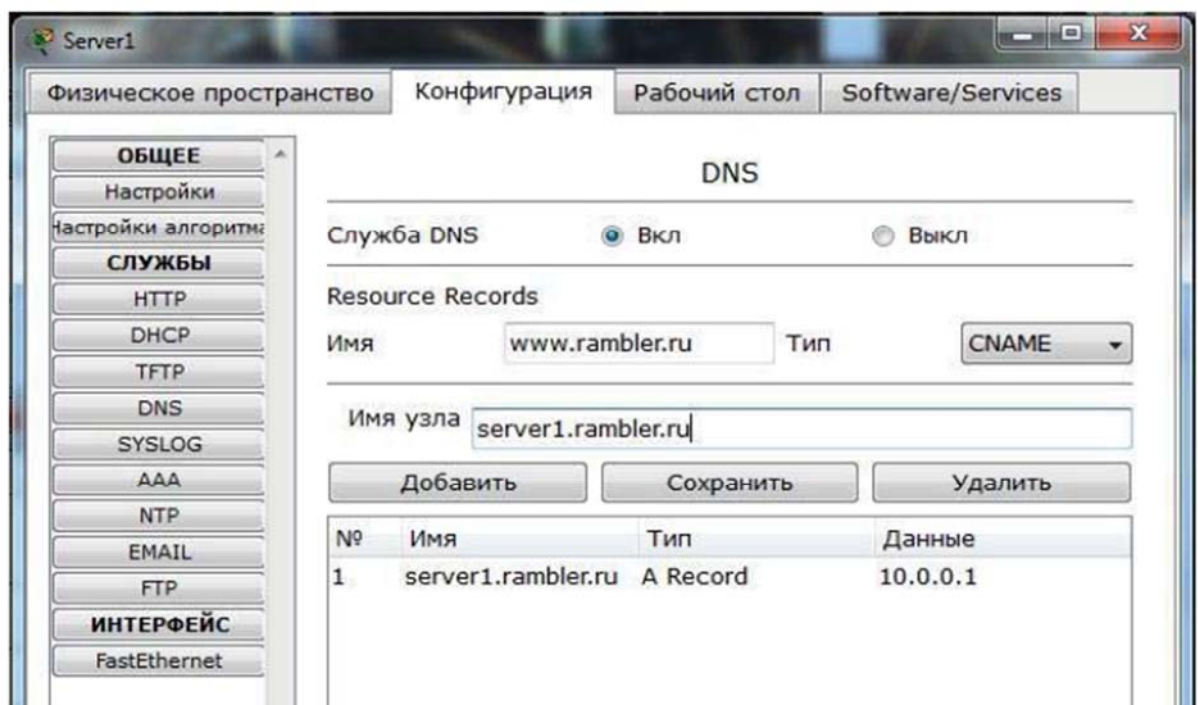 Server1
Физическое пространство Конфигурация Рабочий стол Software/Services
ОБЩЕЕ
Настройки
Настройки алгоритма
СЛУЖБЫ
HTTP
DHCP
TFTP
DNS
SYSLOG
AAA
NTP
EMAIL
FTP
ИНТЕРФЕЙС
FastEthernet
DNS
Служба DNS Вкл Выкл
Resource Records
Имя www.rambler.ru Тип CNAME
Имя узла server1.rambler.ru
Добавить Сохранить Удалить
№ Имя Тип Данные
1 server1.rambler.ru A Record 10.0.0.1